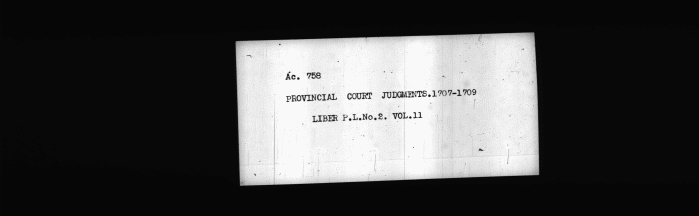 Ac. 758
PROVINCIAL COURT JUDGMENTS.1707-1709
LIBER P.L.No.2. VOL.11